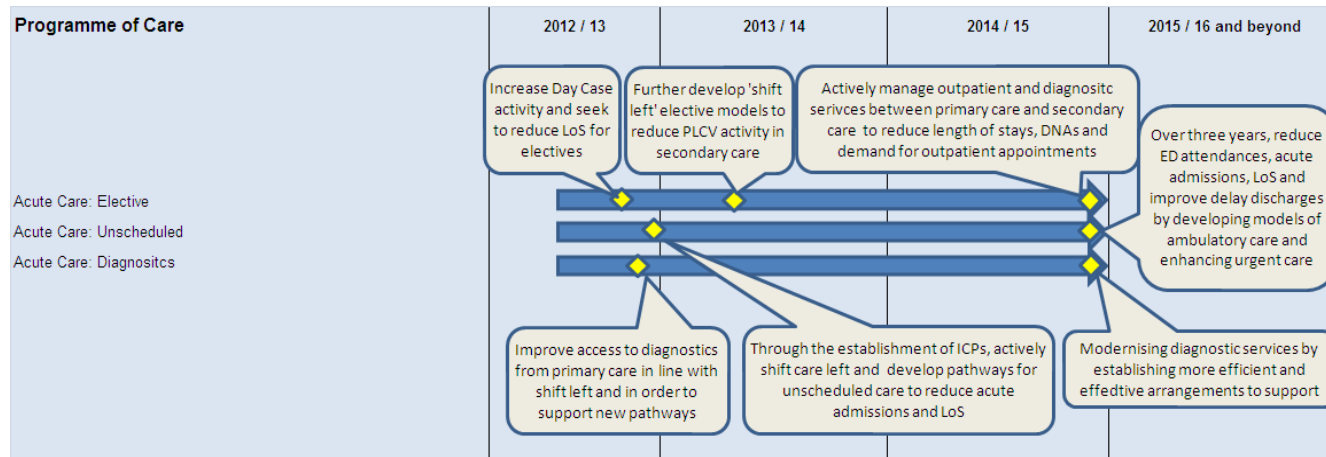 Programme of Care
2012 / 13
2013 / 14
2014 / 15
2015 / 16 and beyond
Increase Day Case
activity and seek
to reduce LoS for
electives
Further develop 'shift
left' elective models to
reduce PLCV activity in
secondary care
Actively manage outpatient and diagnositc
serivces between primary care and secondary
care to reduce length of stays, DNAs and
demand for outpatient appointments
Over three years, reduce
ED attendances, acute
admissions, LoS and
improve delay discharges
by developing models of
ambulatory care and
enhancing urgent care
Acute Care: Elective
Acute Care: Unscheduled
Acute Care: Diagnositcs
Improve access to diagnostics
from primary care in line with
shift left and in order to
support new pathways
Through the establishment of ICPs, actively
shift care left and develop pathways for
unscheduled care to reduce acute
admissions and LoS
Modernising diagnostic services by
establishing more efficient and
effedtive arrangements to support